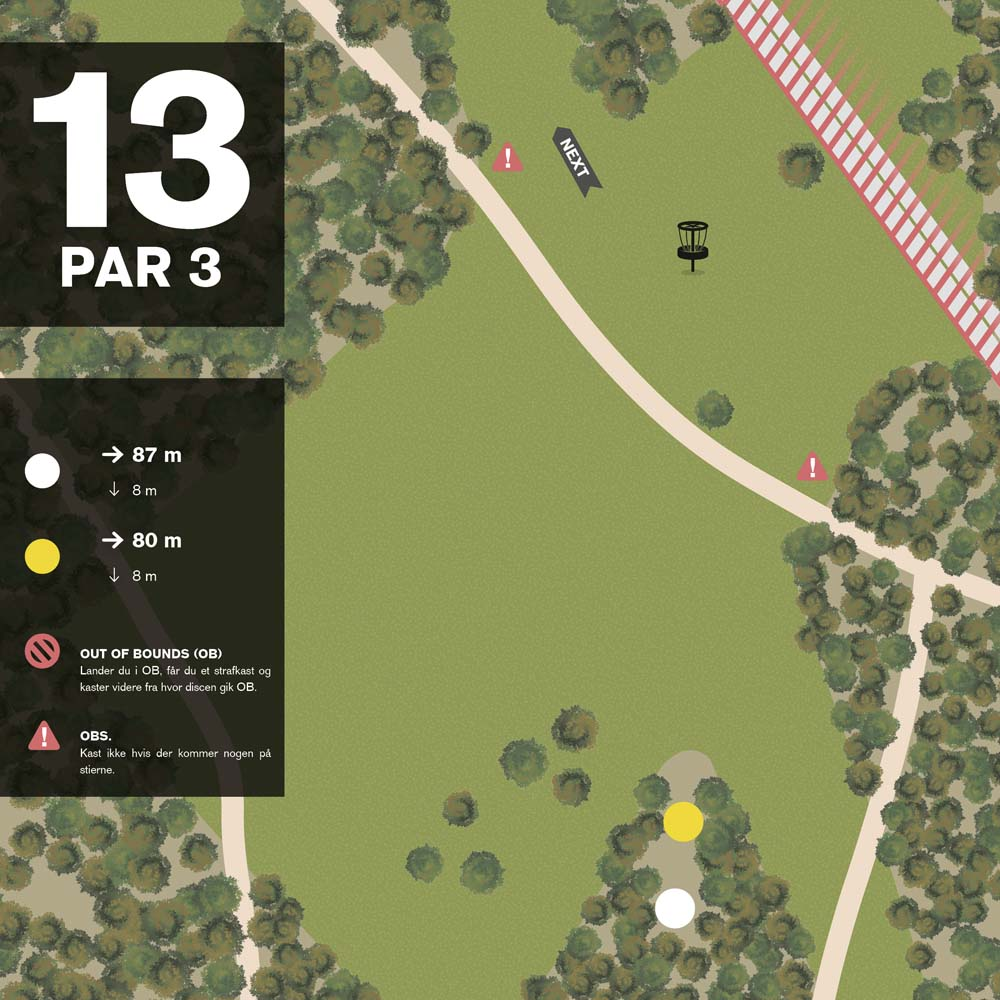 13
PAR 3
NEXT
→ 87 m
↓ 8 m
→ 80 m
↓ 8 m
OUT OF BOUNDS (OB)
Lander du i OB, får du et strafkast og
kaster videre fra hvor discen gik OB.
OBS.
Kast ikke hvis der kommer nogen på
stierne.